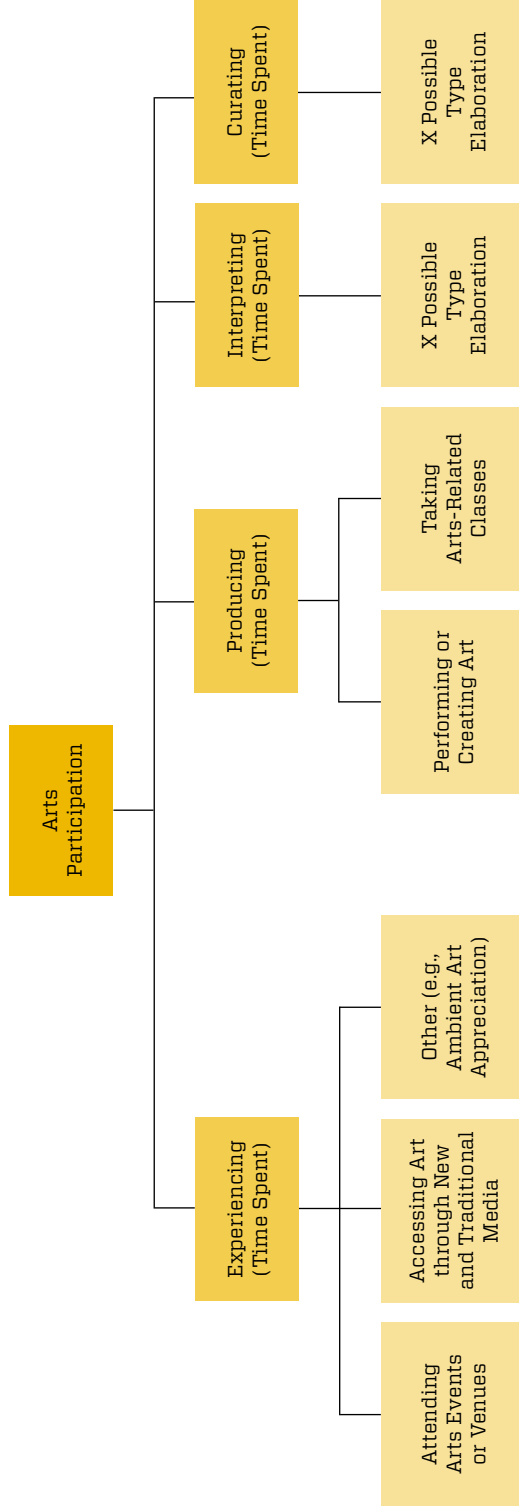 Arts
Participation
Experiencing
(Time Spent)
Producing
(Time Spent)
Interpreting
(Time Spent)
Curating
(Time Spent)
Attending
Arts Events
or Venues
Accessing Art
through New
and Traditional
Media
Other (e.g.,
Ambient Art
Appreciation)
Performing or
Creating Art
Taking
Arts-Related
Classes
X Possible
Type
Elaboration
X Possible
Type
Elaboration